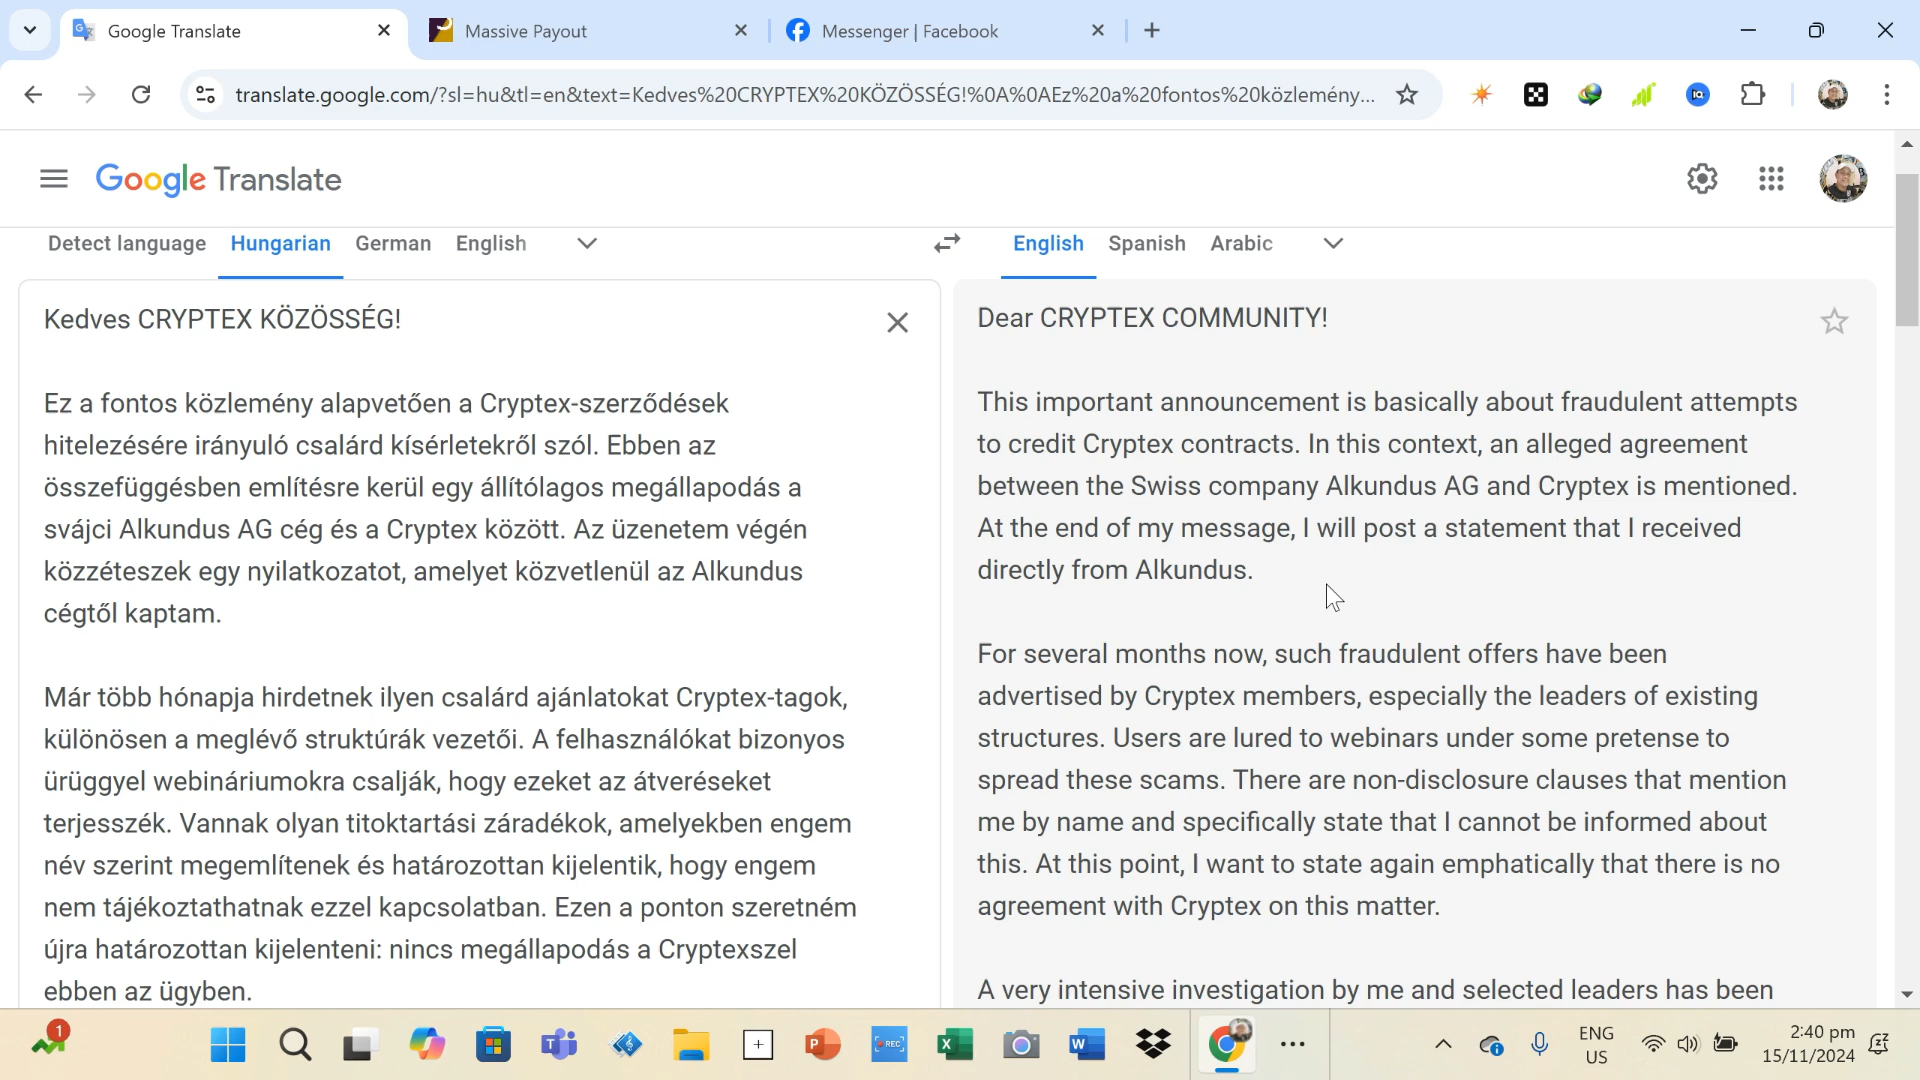 Google Translate
Massive Payout
Messenger | Facebook
translate.google.com/?sl=hu&tl=en&text=Kedves%20CRYPTEX%20KÖZÖSSÉG!%0A%0AEz%20a%20fontos%20közlemény...
Google Translate
Detect language
Hungarian
German
English
English
Spanish
Arabic
Kedves CRYPTEX KÖZÖSSÉG!
Ez a fontos közlemény alapvetően a Cryptex-szerződések
hitelezésére irányuló csalárd kísérletekről szól. Ebben az
összefüggésben említésre kerül egy állítólagos megállapodás a
svájci Alkundus AG cég és a Cryptex között. Az üzenetem végén
közzéteszek egy nyilatkozatot, amelyet közvetlenül az Alkundus
cégtől kaptam.
Már több hónapja hirdetnek ilyen csalárd ajánlatokat Cryptex-tagok,
különösen a meglévő struktúrák vezetői. A felhasználókat bizonyos
ürüggyel webináriumokra csalják, hogy ezeket az átveréseket
terjesszék. Vannak olyan titoktartási záradékok, amelyekben engem
név szerint megemlítenek és határozottan kijelentik, hogy engem
nem tájékoztathatnak ezzel kapcsolatban. Ezen a ponton szeretném
újra határozottan kijelenteni: nincs megállapodás a Cryptexszel
ebben az ügyben.
Dear CRYPTEX COMMUNITY!
This important announcement is basically about fraudulent attempts
to credit Cryptex contracts. In this context, an alleged agreement
between the Swiss company Alkundus AG and Cryptex is mentioned.
At the end of my message, I will post a statement that I received
directly from Alkundus.
For several months now, such fraudulent offers have been
advertised by Cryptex members, especially the leaders of existing
structures. Users are lured to webinars under some pretense to
spread these scams. There are non-disclosure clauses that mention
me by name and specifically state that I cannot be informed about
this. At this point, I want to state again emphatically that there is no
agreement with Cryptex on this matter.
A very intensive investigation by me and selected leaders has been
1
REC
ENG
US
2:40 pm
15/11/2024